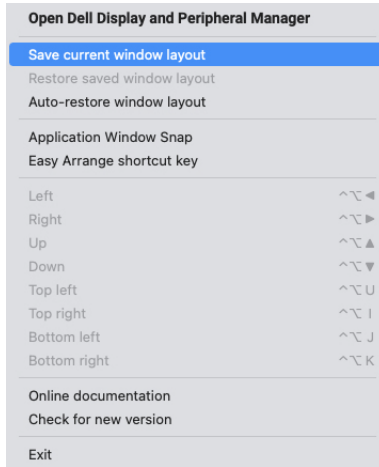 Open Dell Display and Peripheral Manager
Save current window layout
Restore saved window layout
Auto-restore window layout
Application Window Snap
Easy Arrange shortcut key
Left ⌃⌥◀
Right ⌃⌥▶
Up ⌃⌥▲
Down ⌃⌥▼
Top left ⌃⌥U
Top right ⌃⌥I
Bottom left ⌃⌥J
Bottom right ⌃⌥K
Online documentation
Check for new version
Exit